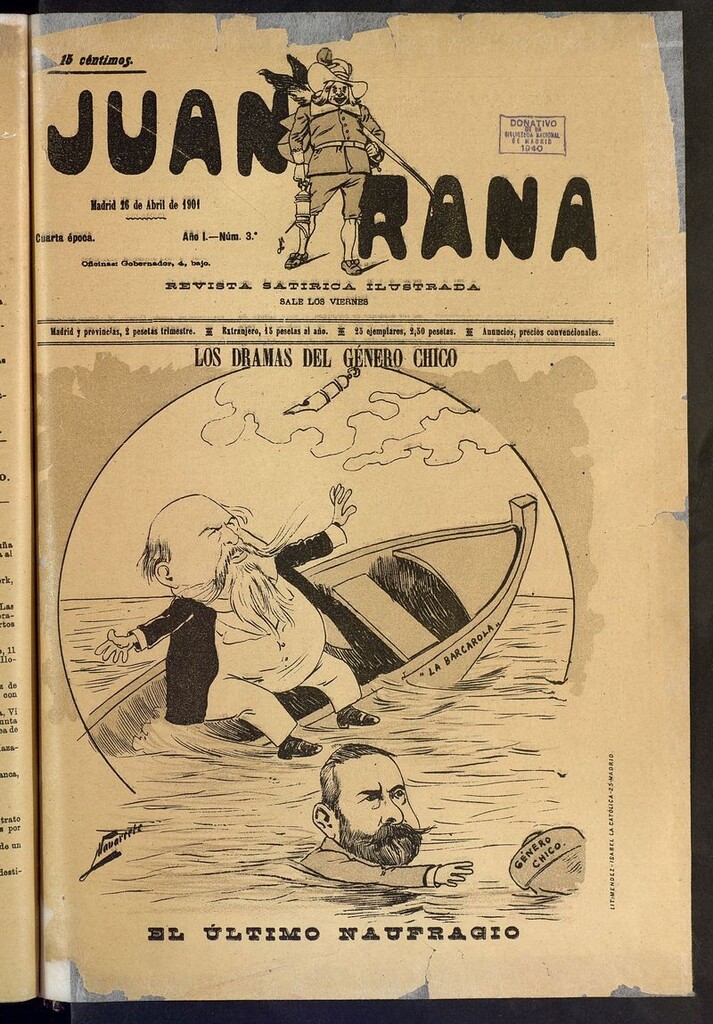 15 céntimos.
JUAN
RANA
DONATIVO
DE LA
BIBLIOTECA NACIONAL
DE MADRID
1940
Madrid 26 de Abril de 1901
Cuarta época.
Año I.—Núm. 3.º
Oficinas: Gobernador, 4, bajo.
REVISTA SATIRICA ILUSTRADA
SALE LOS VIERNES
Madrid y provincias, 2 pesetas trimestre. Extranjero, 15 pesetas al año. 25 ejemplares, 2,50 pesetas. Anuncios, precios convencionales.
LOS DRAMAS DEL GÉNERO CHICO
"LA BARCAROLA"
GÉNERO
CHICO.
Navarrete
LIT. MENDEZ-ISABEL LA CATÓLICA-25-MADRID.
EL ÚLTIMO NAUFRAGIO